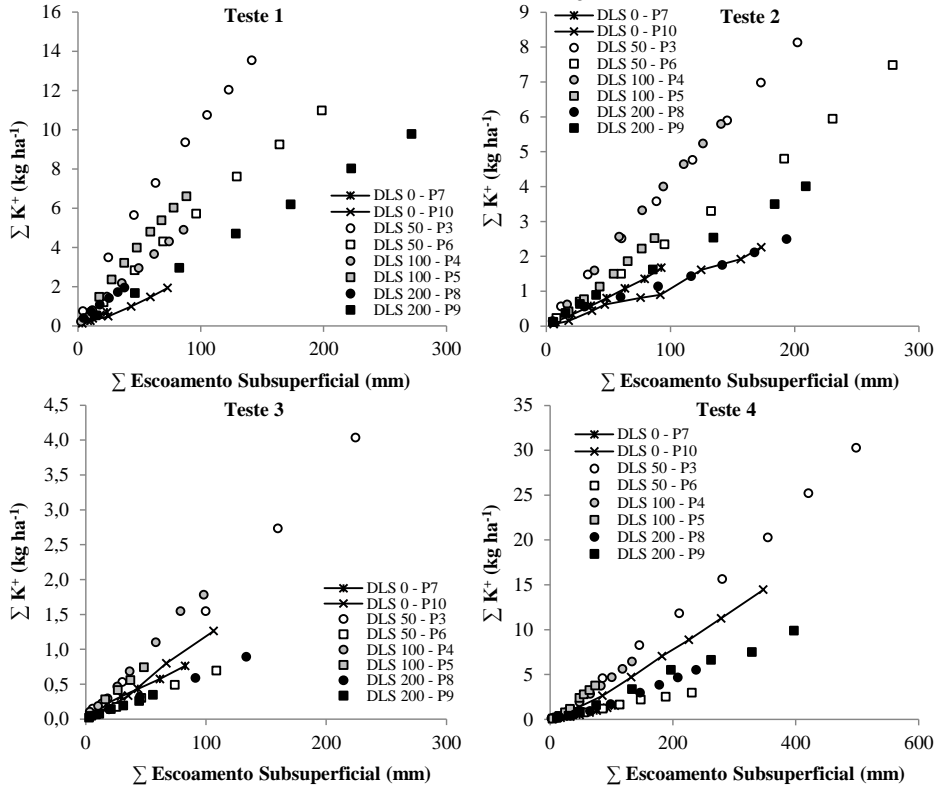 Teste 1
16
14
12
10
8
6
4
2
0
0 100 200 300
∑ K⁺ (kg ha⁻¹)
∑ Escoamento Subsuperficial (mm)
DLS 0 - P7
DLS 0 - P10
DLS 50 - P3
DLS 50 - P6
DLS 100 - P4
DLS 100 - P5
DLS 200 - P8
DLS 200 - P9
Teste 2
9
8
7
6
5
4
3
2
1
0
0 100 200 300
∑ K⁺ (kg ha⁻¹)
∑ Escoamento Subsuperficial (mm)
DLS 0 - P7
DLS 0 - P10
DLS 50 - P3
DLS 50 - P6
DLS 100 - P4
DLS 100 - P5
DLS 200 - P8
DLS 200 - P9
Teste 3
4,5
4,0
3,5
3,0
2,5
2,0
1,5
1,0
0,5
0,0
0 100 200 300
∑ K⁺ (kg ha⁻¹)
∑ Escoamento Subsuperficial (mm)
DLS 0 - P7
DLS 0 - P10
DLS 50 - P3
DLS 50 - P6
DLS 100 - P4
DLS 100 - P5
DLS 200 - P8
DLS 200 - P9
Teste 4
35
30
25
20
15
10
5
0
0 200 400 600
∑ K⁺ (kg ha⁻¹)
∑ Escoamento Subsuperficial (mm)
DLS 0 - P7
DLS 0 - P10
DLS 50 - P3
DLS 50 - P6
DLS 100 - P4
DLS 100 - P5
DLS 200 - P8
DLS 200 - P9